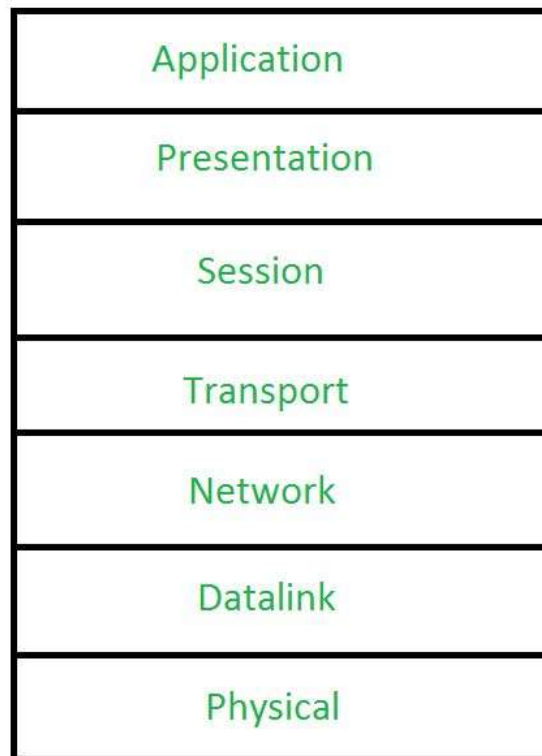 Application
Presentation
Session
Transport
Network
Datalink
Physical